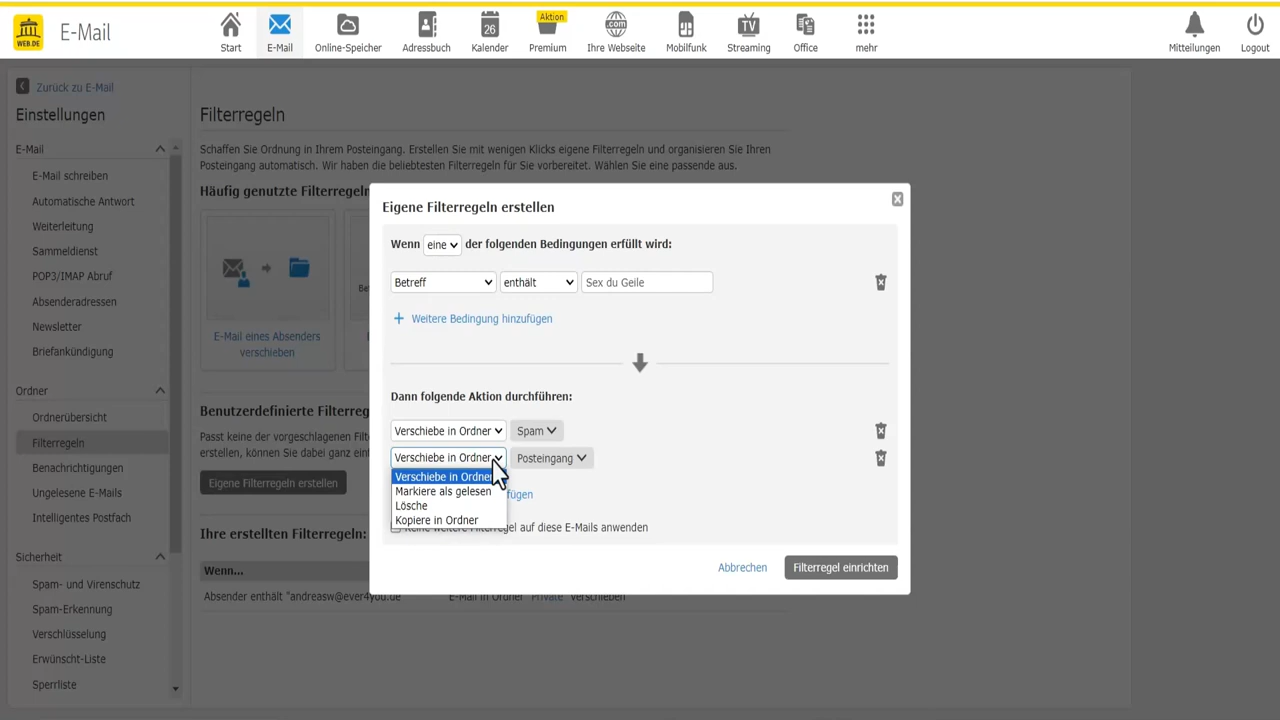 WEB.DE
E-Mail
Start
E-Mail
Online-Speicher
Adressbuch
26
Kalender
Aktion
Premium
.com
Ihre Webseite
Mobilfunk
TV
Streaming
Office
mehr
Mitteilungen
Logout
Zurück zu E-Mail
Einstellungen
E-Mail
E-Mail schreiben
Automatische Antwort
Weiterleitung
Sammeldienst
POP3/IMAP Abruf
Absenderadressen
Newsletter
Briefankündigung
Ordner
Ordnerübersicht
Filterregeln
Benachrichtigungen
Ungelesene E-Mails
Intelligentes Postfach
Sicherheit
Spam- und Virenschutz
Spam-Erkennung
Verschlüsselung
Erwünscht-Liste
Sperrliste
Filterregeln
Schaffen Sie Ordnung in Ihrem Posteingang. Erstellen Sie mit wenigen Klicks eigene Filterregeln und organisieren Sie Ihren
Posteingang automatisch. Wir haben die beliebtesten Filterregeln für Sie vorbereitet. Wählen Sie eine passende aus.
Häufig genutzte Filterregeln
E-Mail eines Absenders
verschieben
Benutzerdefinierte Filterreg
Passt keine der vorgeschlagenen Fil
erstellen, können Sie dabei ganz ein
Eigene Filterregeln erstellen
Ihre erstellten Filterregeln:
Wenn...
Absender enthält "andreasw@ever4you.de
E-Mail in Ordner Private verschieben
Eigene Filterregeln erstellen
Wenn eine der folgenden Bedingungen erfüllt wird:
Betreff enthält Sex du Geile
+ Weitere Bedingung hinzufügen
Dann folgende Aktion durchführen:
Verschiebe in Ordner Spam
Verschiebe in Ordner Posteingang
Verschiebe in Ordner
Markiere als gelesen
Lösche
Kopiere in Ordner
fügen
Keine weitere Filterregel auf diese E-Mails anwenden
Abbrechen
Filterregel einrichten